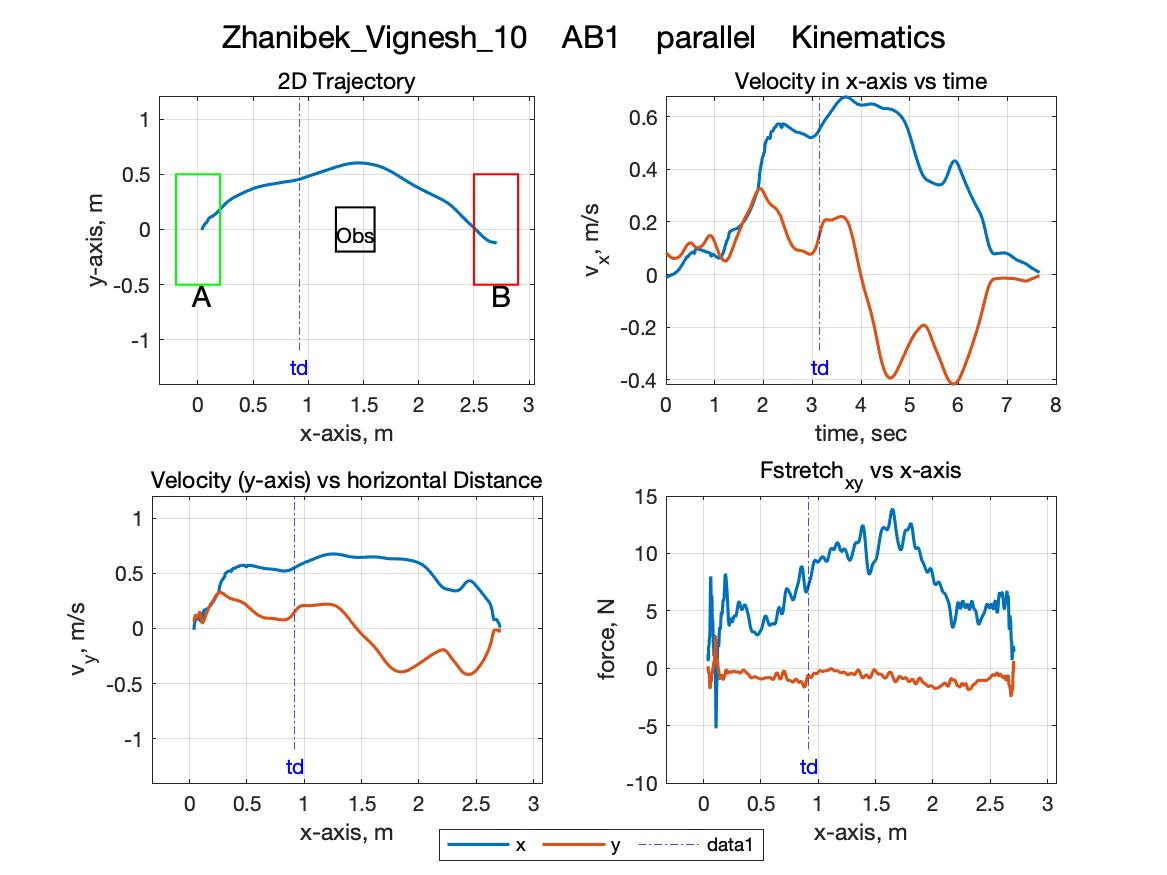 Zhanibek_Vignesh_10 AB1 parallel Kinematics
2D Trajectory
1
0.5
0
-0.5
-1
y-axis, m
A
Obs
B
td
0 0.5 1 1.5 2 2.5 3
x-axis, m
Velocity in x-axis vs time
0.6
0.4
0.2
0
-0.2
-0.4
v_x, m/s
td
0 1 2 3 4 5 6 7 8
time, sec
Velocity (y-axis) vs horizontal Distance
1
0.5
0
-0.5
-1
v_y, m/s
td
0 0.5 1 1.5 2 2.5 3
x-axis, m
Fstretch_xy vs x-axis
15
10
5
0
-5
-10
force, N
td
0 0.5 1 1.5 2 2.5 3
x-axis, m
x y data1